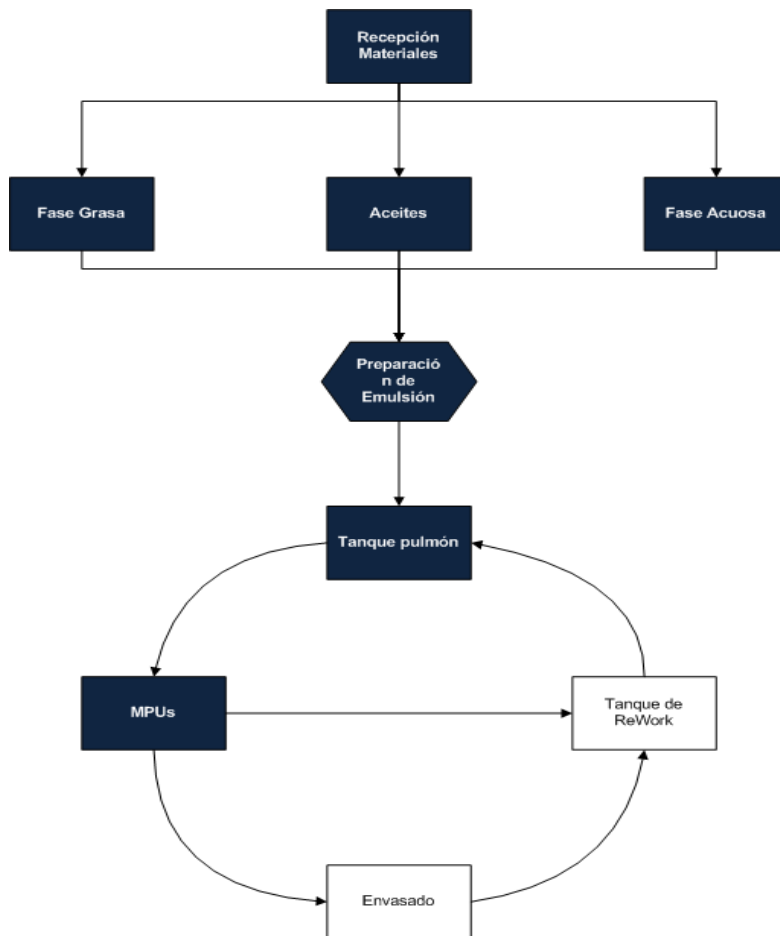 Recepción
Materiales
Fase Grasa
Aceites
Fase Acuosa
Preparació
n de
Emulsión
Tanque pulmón
MPUs
Tanque de
ReWork
Envasado